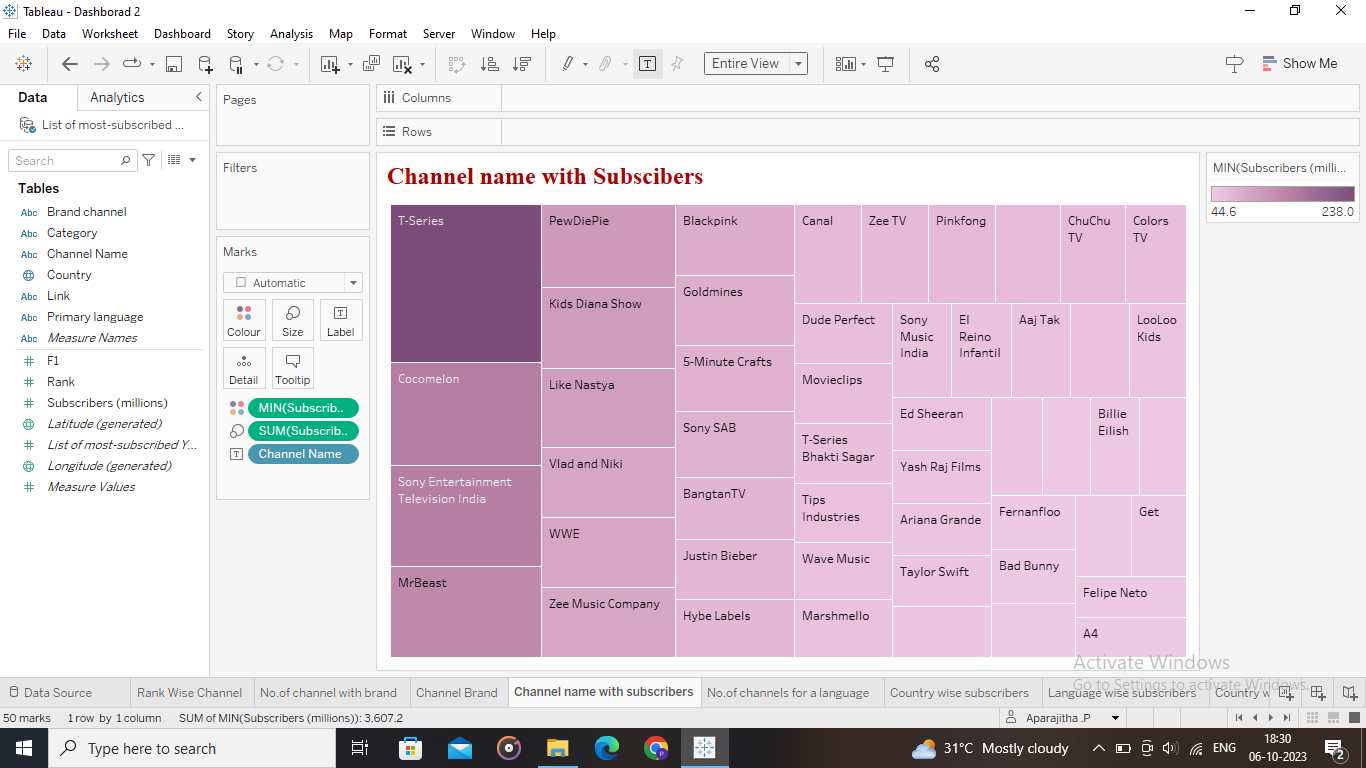 Tableau - Dashborad 2
File Data Worksheet Dashboard Story Analysis Map Format Server Window Help
Entire View
Show Me
Data Analytics
List of most-subscribed ...
Search
Tables
Abc Brand channel
Abc Category
Abc Channel Name
Country
Abc Link
Abc Primary language
Abc Measure Names
F1
Rank
Subscribers (millions)
Latitude (generated)
List of most-subscribed Y...
Longitude (generated)
Measure Values
Pages
Filters
Marks
Automatic
Colour Size Label
Detail Tooltip
MIN(Subscrib..
SUM(Subscrib..
Channel Name
Columns
Rows
Channel name with Subscibers
T-Series
Cocomelon
Sony Entertainment
Television India
MrBeast
PewDiePie
Kids Diana Show
Like Nastya
Vlad and Niki
WWE
Zee Music Company
Blackpink
Goldmines
5-Minute Crafts
Sony SAB
BangtanTV
Justin Bieber
Hybe Labels
Canal
Zee TV
Pinkfong
ChuChu
TV
Colors
TV
Dude Perfect
Movieclips
T-Series
Bhakti Sagar
Tips
Industries
Wave Music
Marshmello
Sony
Music
India
El
Reino
Infantil
Aaj Tak
LooLoo
Kids
Ed Sheeran
Yash Raj Films
Ariana Grande
Taylor Swift
Billie
Eilish
Fernanfloo
Bad Bunny
Get
Felipe Neto
A4
MIN(Subscribers (milli...
44.6 238.0
Activate Windows
Go to Settings to activate Windows.
Data Source Rank Wise Channel No.of channel with brand Channel Brand Channel name with subscribers No.of channels for a language Country wise subscribers Language wise subscribers Country w
50 marks 1 row by 1 column SUM of MIN(Subscribers (millions)): 3,607.2
Aparajitha .P
Type here to search
31°C Mostly cloudy
ENG
18:30
06-10-2023
2